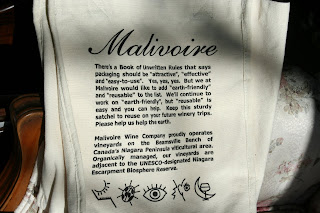 Malivoire
There's a Book of Unwritten Rules that says
packaging should be "attractive", "effective"
and "easy-to-use". Yes, yes, yes. But we at
Malivoire would like to add "earth-friendly"
and "reusable" to the list. We'll continue to
work on "earth-friendly", but "reusable" is
easy and you can help. Keep this sturdy
satchel to reuse on your future winery trips.
Please help us help the earth.
Malivoire Wine Company proudly operates
vineyards on the Beamsville Bench of
Canada's Niagara Peninsula viticultural area.
Organically managed, our vineyards are
adjacent to the UNESCO-designated Niagara
Escarpment Biosphere Reserve.